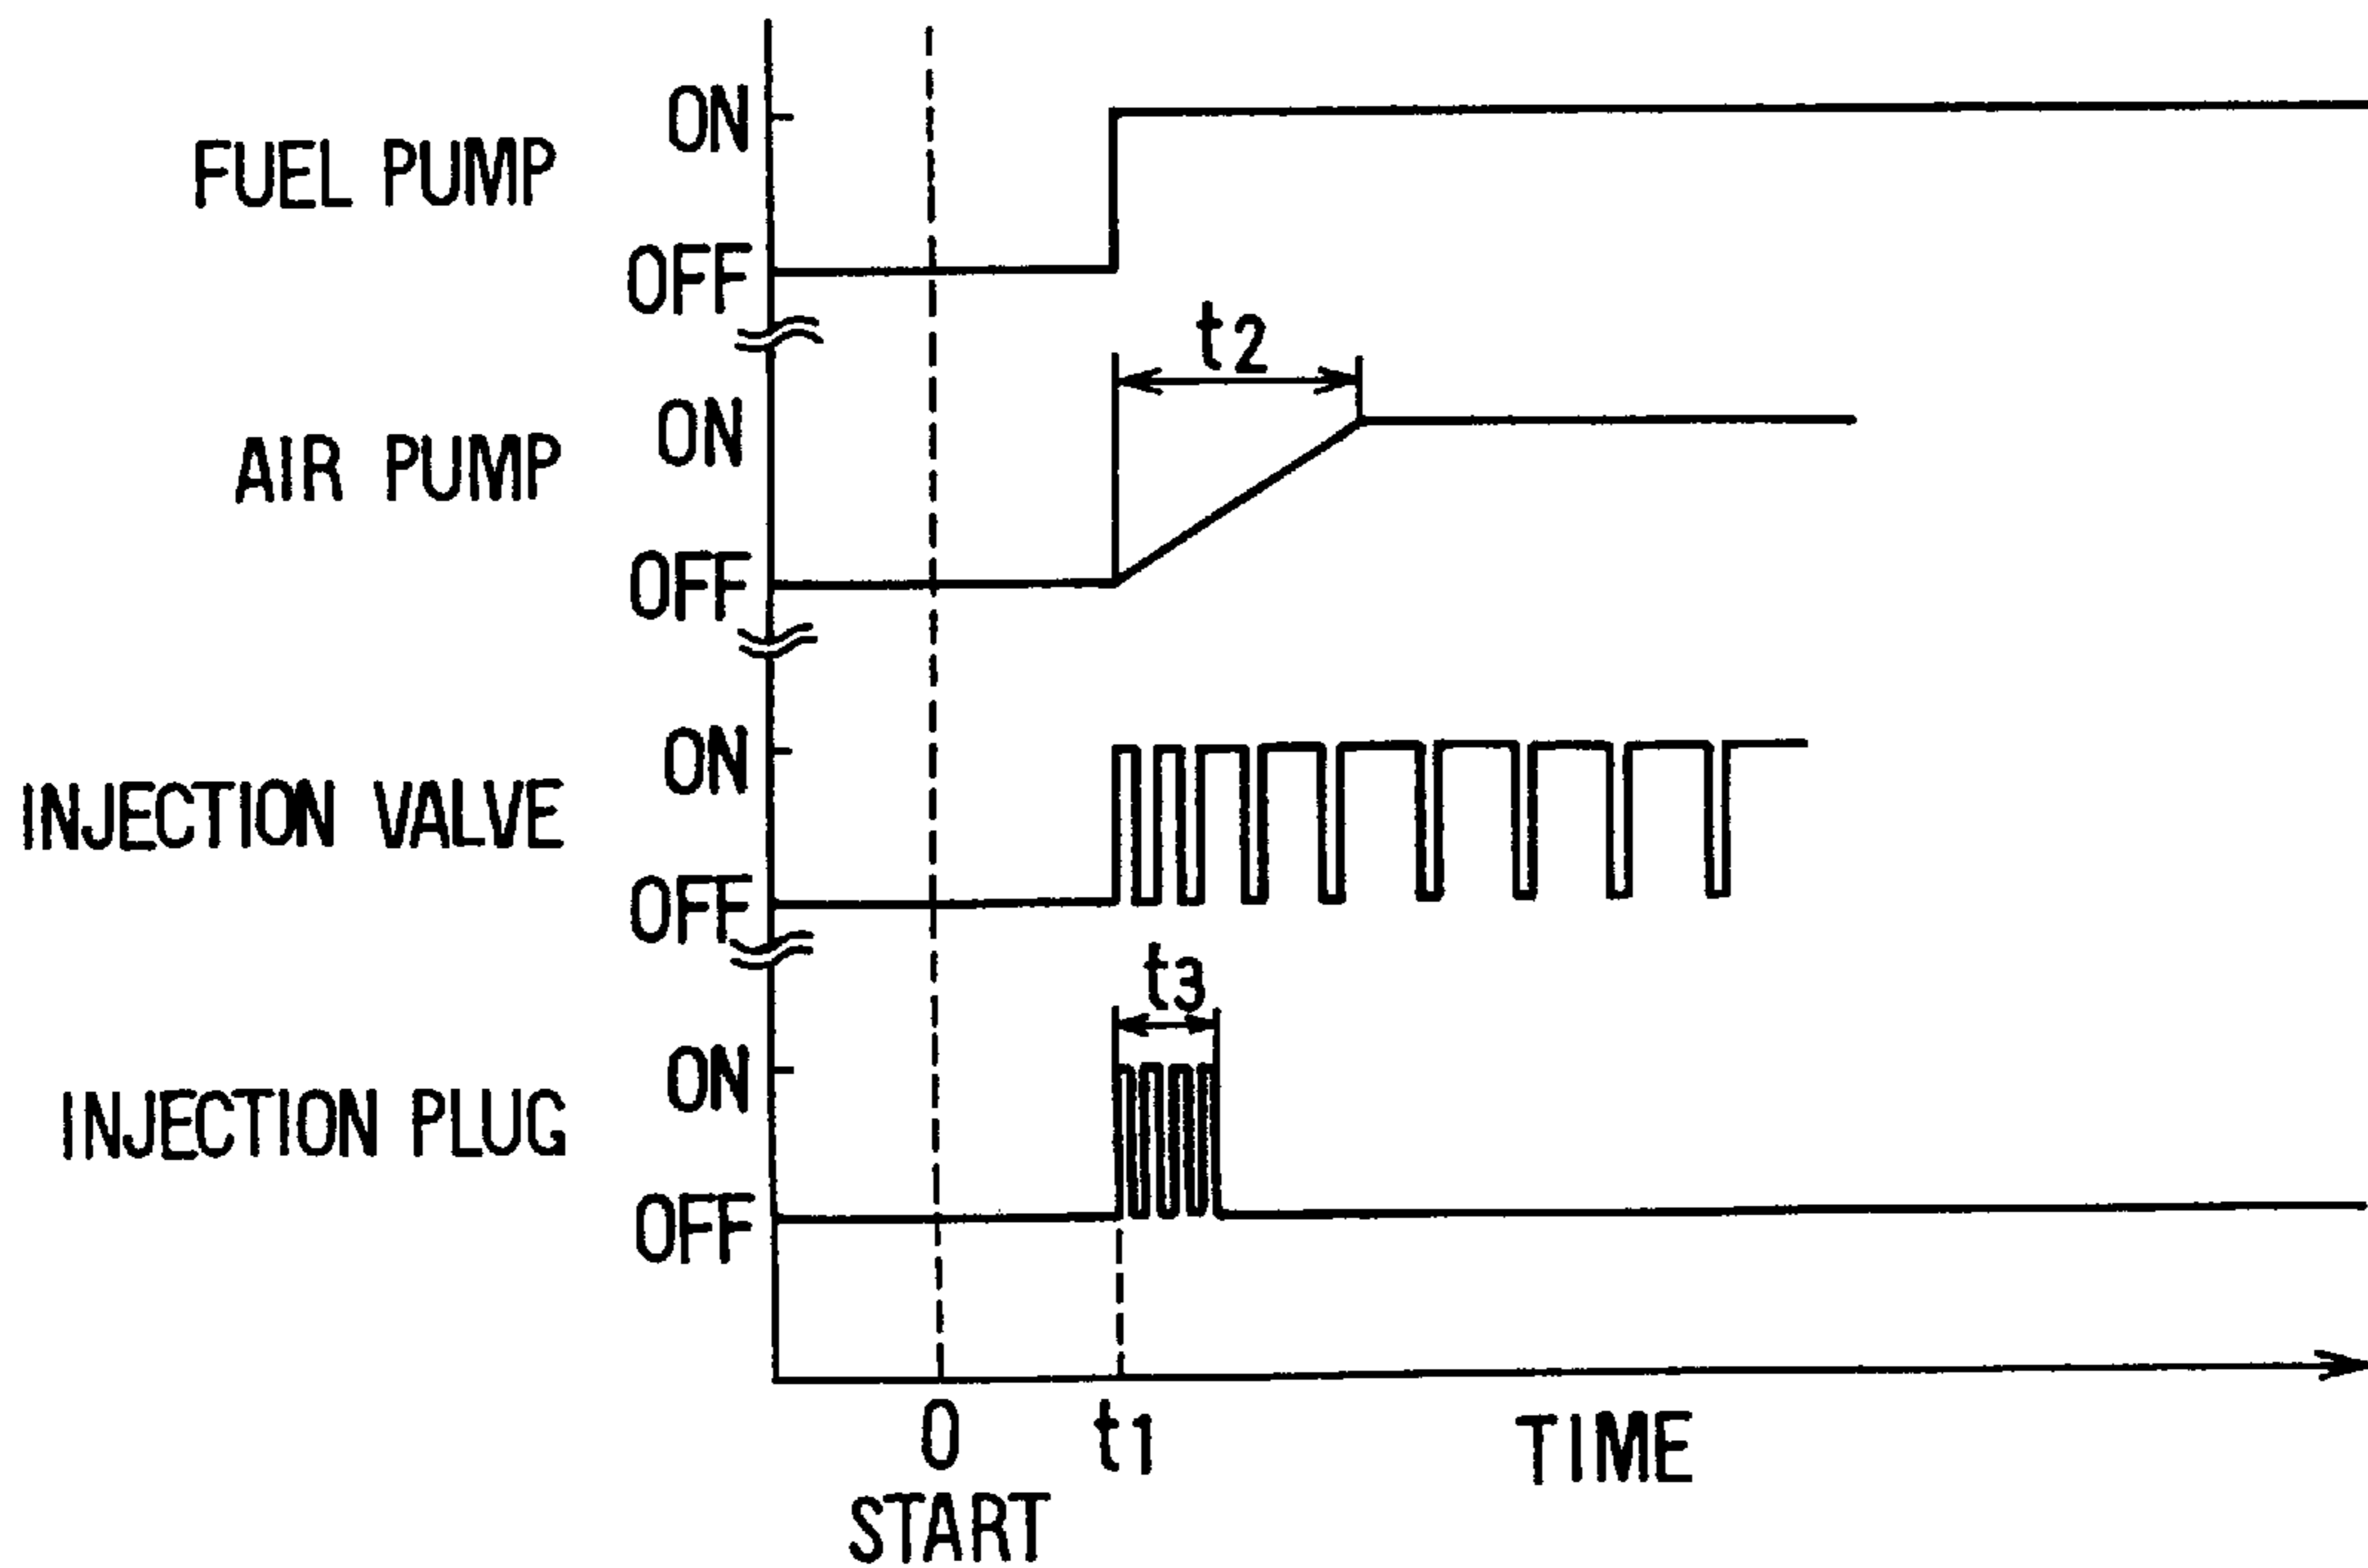 ON
FUEL PUMP
OFF
t2
ON
AIR PUMP
OFF
ON
INJECTION VALVE
OFF
t3
ON
INJECTION PLUG
OFF
0 t1 TIME
START